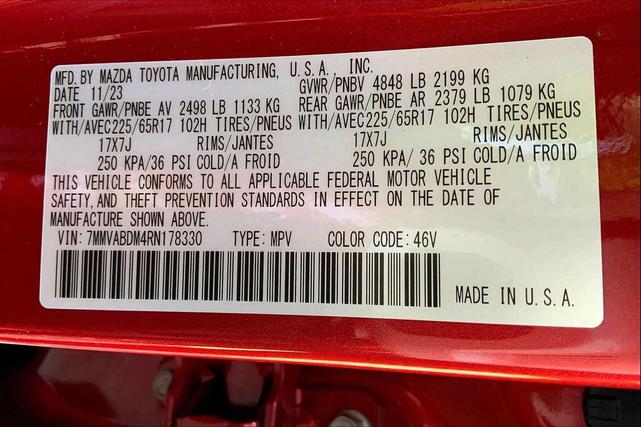 MFD. BY MAZDA TOYOTA MANUFACTURING, U.S.A., INC.
DATE 11/23 GVWR/PNBV 4848 LB 2199 KG
FRONT GAWR/PNBE AV 2498 LB 1133 KG REAR GAWR/PNBE AR 2379 LB 1079 KG
WITH/AVEC225/65R17 102H TIRES/PNEUS WITH/AVEC225/65R17 102H TIRES/PNEUS
17X7J RIMS/JANTES 17X7J RIMS/JANTES
250 KPA/36 PSI COLD/A FROID 250 KPA/ 36 PSI COLD/A FROID
THIS VEHICLE CONFORMS TO ALL APPLICABLE FEDERAL MOTOR VEHICLE
SAFETY, AND THEFT PREVENTION STANDARDS IN EFFECT ON THE DATE OF
MANUFACTURE SHOWN ABOVE.
VIN: 7MMVABDM4RN178330 TYPE: MPV COLOR CODE: 46V
MADE IN U.S.A.